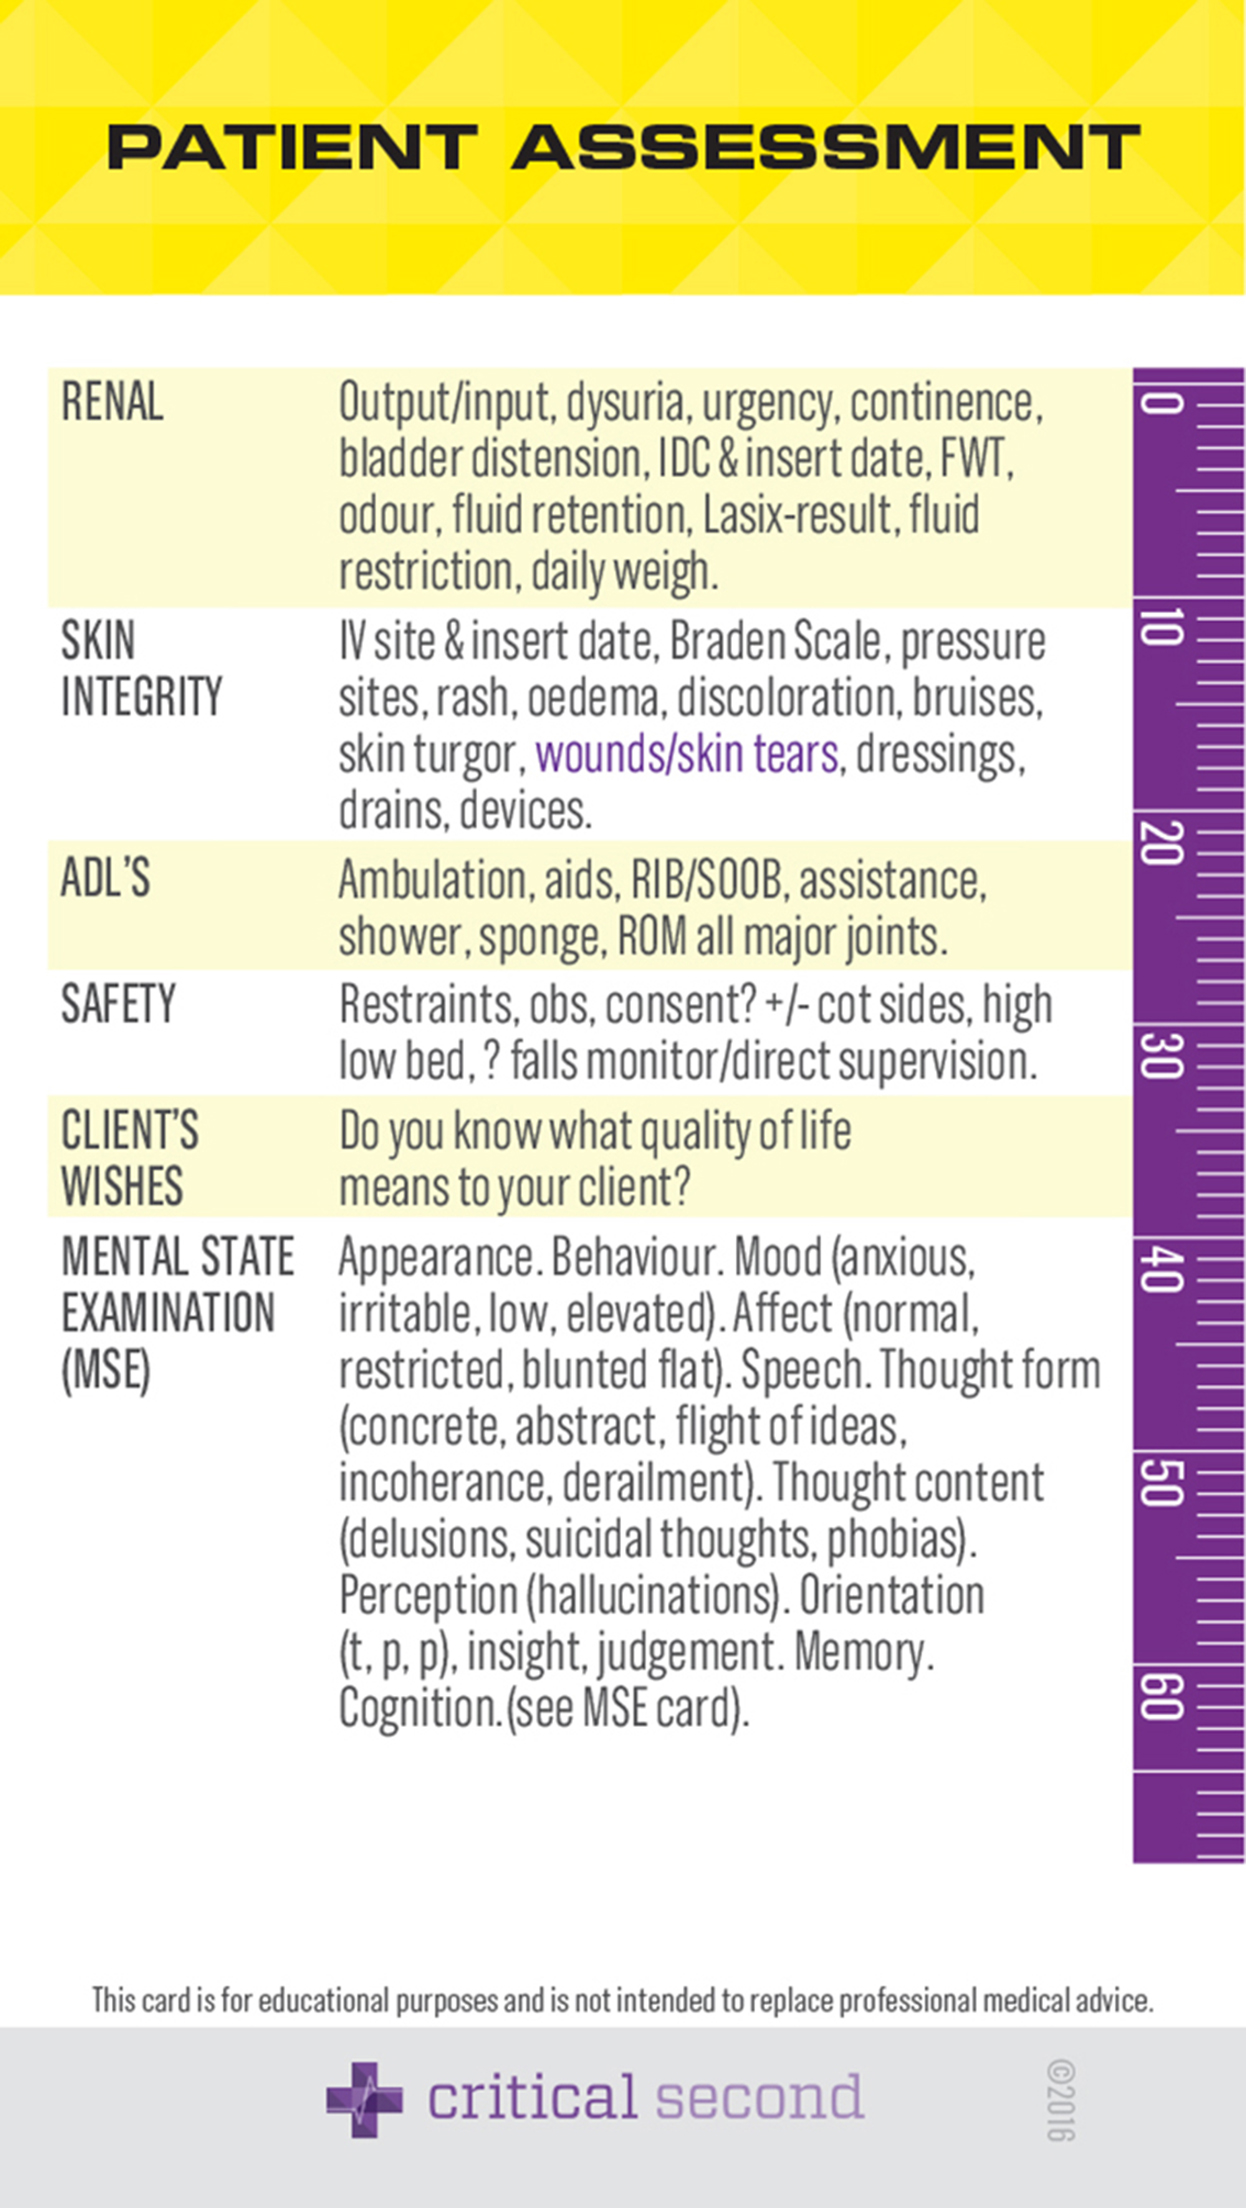 PATIENT ASSESSMENT
RENAL
Output/input, dysuria, urgency, continence,
bladder distension, IDC & insert date, FWT,
odour, fluid retention, Lasix-result, fluid
restriction, daily weigh.
SKIN
INTEGRITY
IV site & insert date, Braden Scale, pressure
sites, rash, oedema, discoloration, bruises,
skin turgor, wounds/skin tears, dressings,
drains, devices.
ADL'S
Ambulation, aids, RIB/SOOB, assistance,
shower, sponge, ROM all major joints.
SAFETY
Restraints, obs, consent? +/- cot sides, high
low bed, ? falls monitor/direct supervision.
CLIENT'S
WISHES
Do you know what quality of life
means to your client?
MENTAL STATE
EXAMINATION
(MSE)
Appearance. Behaviour. Mood (anxious,
irritable, low, elevated). Affect (normal,
restricted, blunted flat). Speech. Thought form
(concrete, abstract, flight of ideas,
incoherance, derailment). Thought content
(delusions, suicidal thoughts, phobias).
Perception (hallucinations). Orientation
(t, p, p), insight, judgement. Memory.
Cognition.(see MSE card).
0
10
20
30
40
50
60
This card is for educational purposes and is not intended to replace professional medical advice.
critical second
©2016